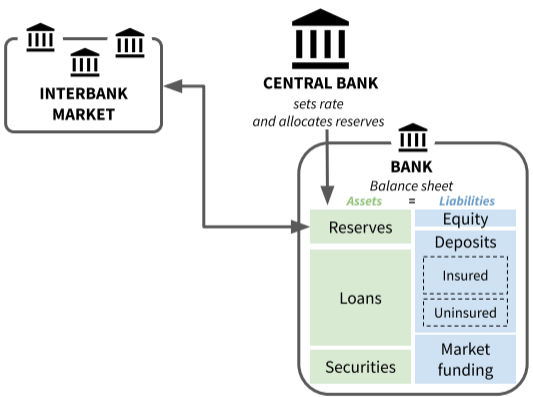 INTERBANK
MARKET
CENTRAL BANK
sets rate
and allocates reserves
BANK
Balance sheet
Assets = Liabilities
Reserves
Loans
Securities
Equity
Deposits
Insured
Uninsured
Market
funding